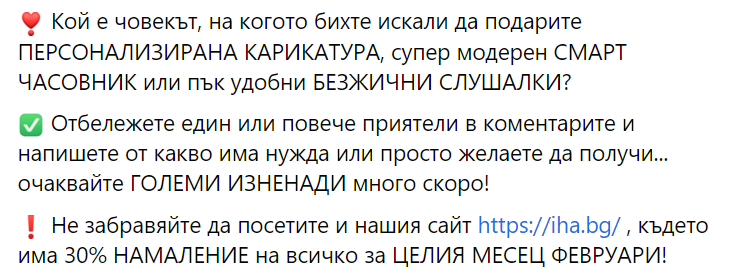 ❣️ Кой е човекът, на когото бихте искали да подарите
ПЕРСОНАЛИЗИРАНА КАРИКАТУРА, супер модерен СМАРТ
ЧАСОВНИК или пък удобни БЕЗЖИЧНИ СЛУШАЛКИ?
✅ Отбележете един или повече приятели в коментарите и
напишете от какво има нужда или просто желаете да получи...
очаквайте ГОЛЕМИ ИЗНЕНАДИ много скоро!
❗ Не забравяйте да посетите и нашия сайт https://iha.bg/ , където
има 30% НАМАЛЕНИЕ на всичко за ЦЕЛИЯ МЕСЕЦ ФЕВРУАРИ!